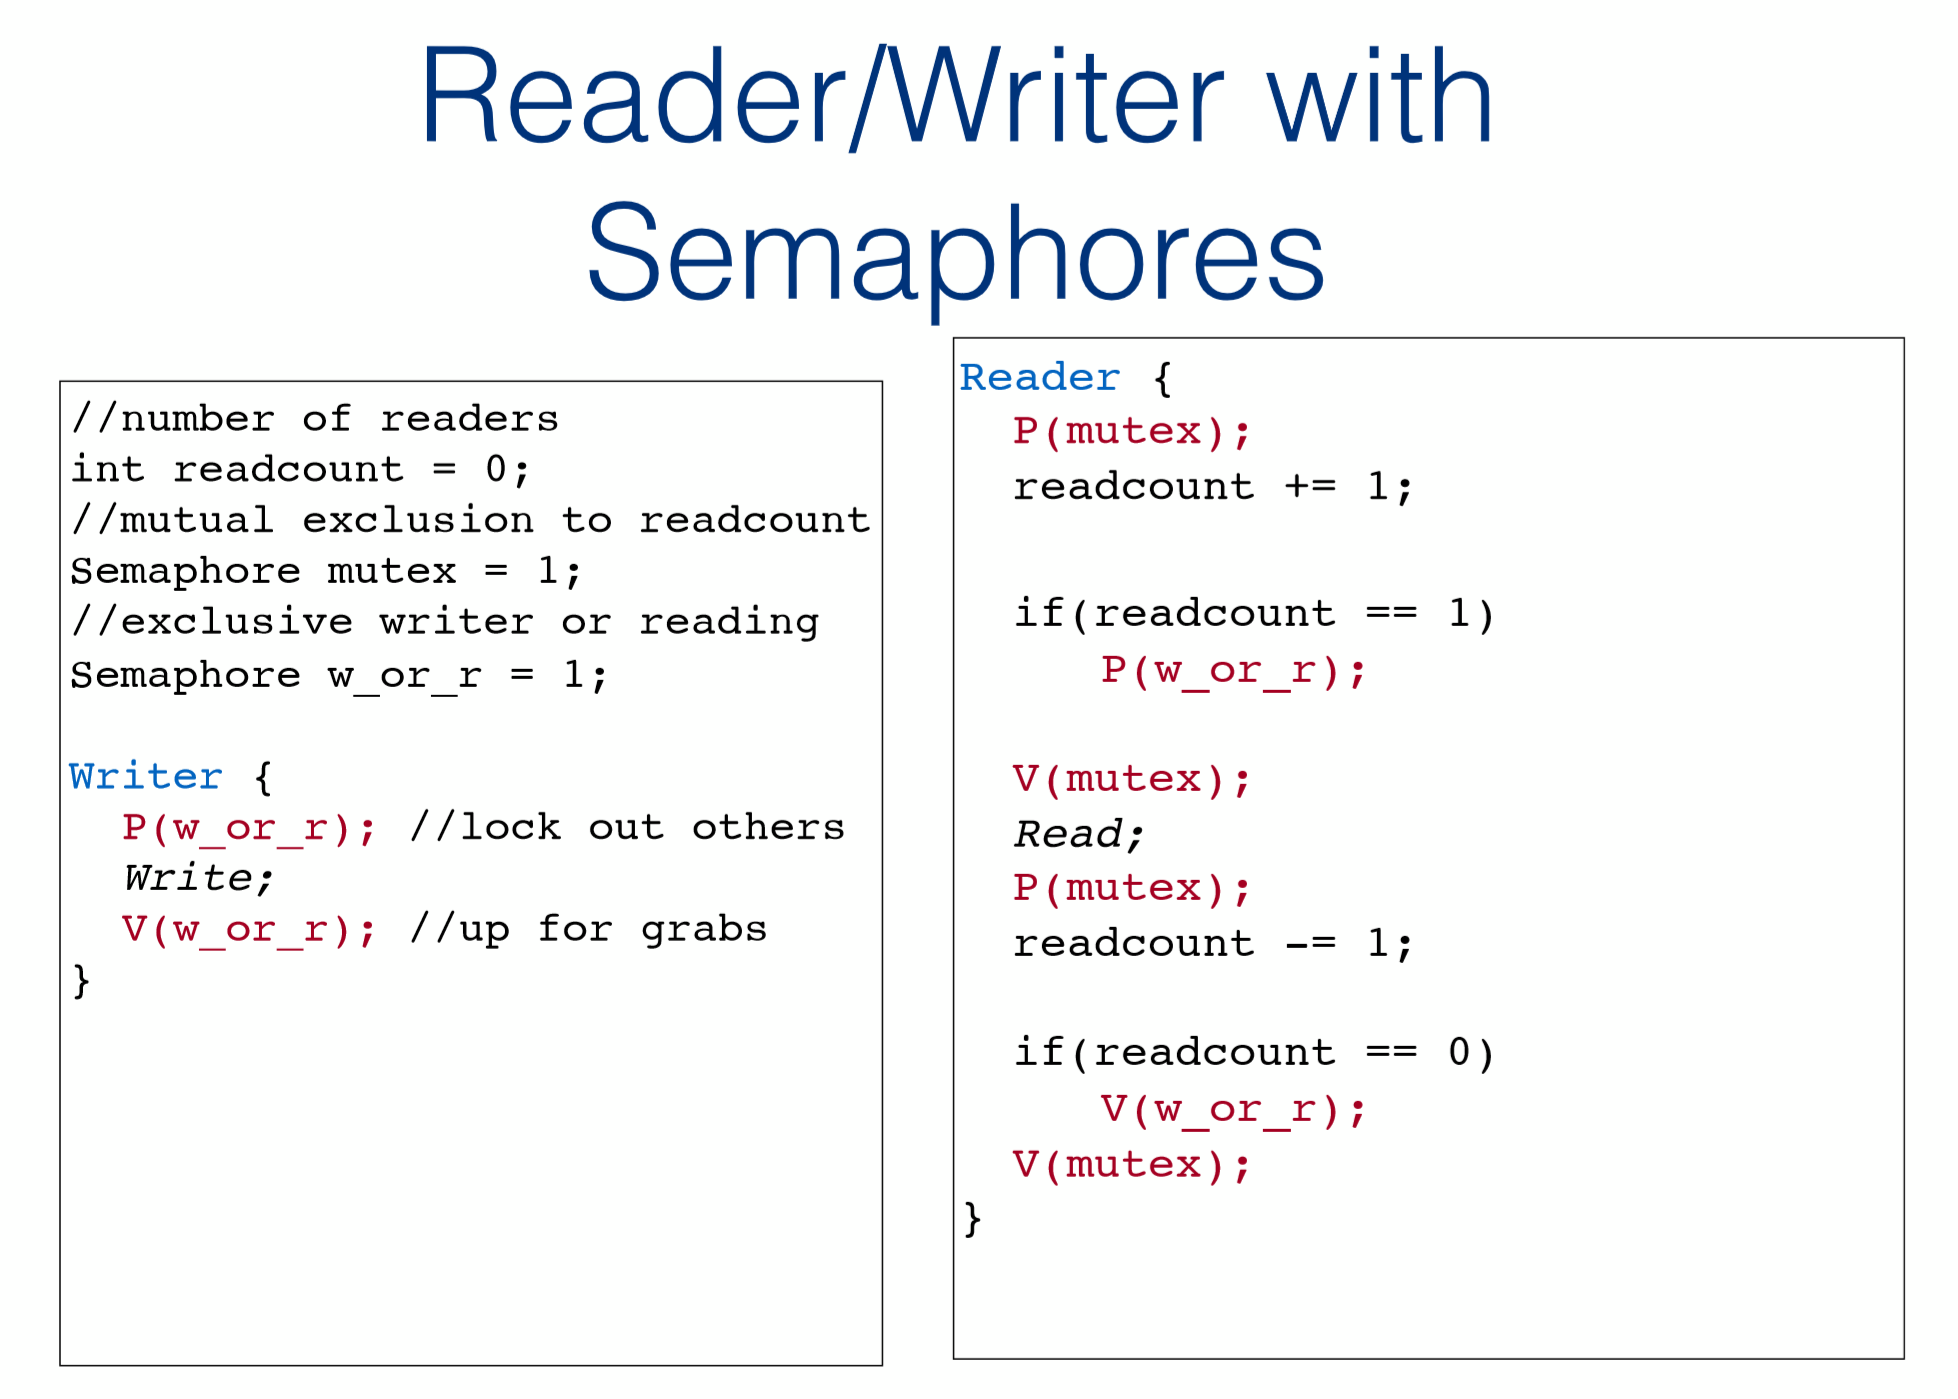 Reader/Writer with
Semaphores
//number of readers
int readcount = 0;
//mutual exclusion to readcount
Semaphore mutex = 1;
//exclusive writer or reading
Semaphore w_or_r = 1;
Writer {
P(w_or_r); //lock out others
Write;
V(w_or_r); //up for grabs
}
Reader {
P(mutex);
readcount += 1;
if(readcount == 1)
P(w_or_r);
V(mutex);
Read;
P(mutex);
readcount -= 1;
if(readcount == 0)
V(w_or_r);
V(mutex);
}